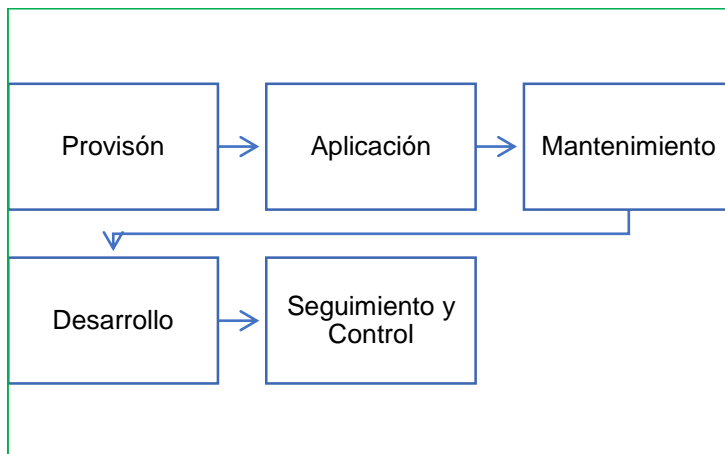 Provisón
Aplicación
Mantenimiento
Desarrollo
Seguimiento y
Control